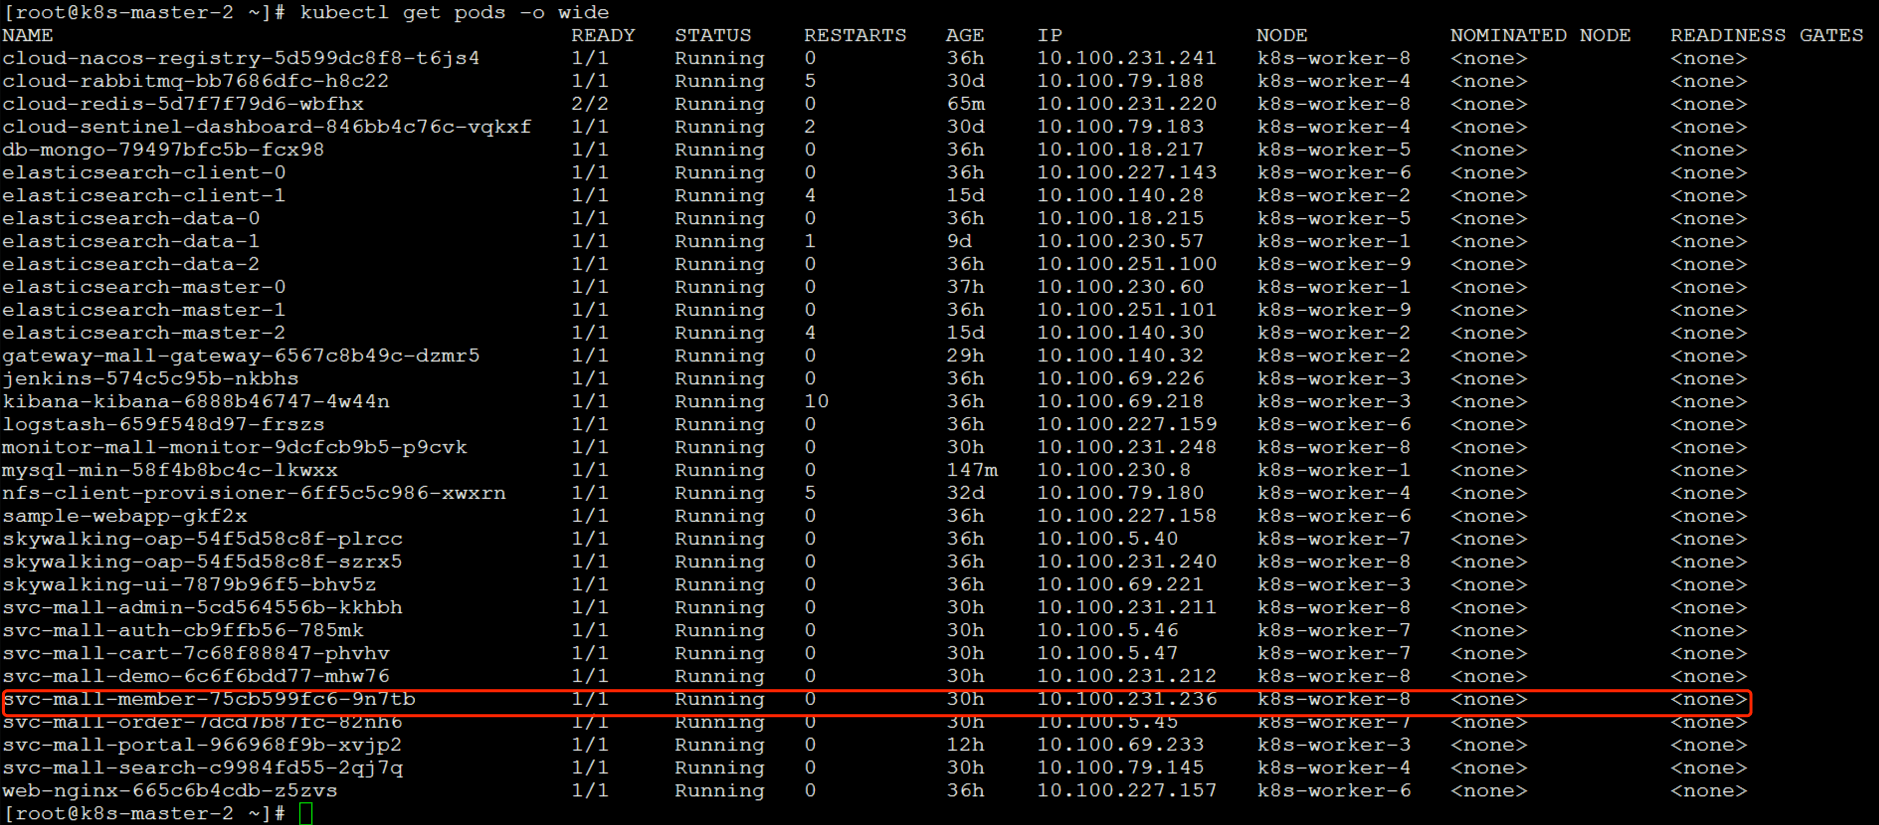 [root@k8s-master-2 ~]# kubectl get pods -o wide
NAME READY STATUS RESTARTS AGE IP NODE NOMINATED NODE READINESS GATES
cloud-nacos-registry-5d599dc8f8-t6js4 1/1 Running 0 36h 10.100.231.241 k8s-worker-8 <none> <none>
cloud-rabbitmq-bb7686dfc-h8c22 1/1 Running 5 30d 10.100.79.188 k8s-worker-4 <none> <none>
cloud-redis-5d7f7f79d6-wbfhx 2/2 Running 0 65m 10.100.231.220 k8s-worker-8 <none> <none>
cloud-sentinel-dashboard-846bb4c76c-vqkxf 1/1 Running 2 30d 10.100.79.183 k8s-worker-4 <none> <none>
db-mongo-79497bfc5b-fcx98 1/1 Running 0 36h 10.100.18.217 k8s-worker-5 <none> <none>
elasticsearch-client-0 1/1 Running 0 36h 10.100.227.143 k8s-worker-6 <none> <none>
elasticsearch-client-1 1/1 Running 4 15d 10.100.140.28 k8s-worker-2 <none> <none>
elasticsearch-data-0 1/1 Running 0 36h 10.100.18.215 k8s-worker-5 <none> <none>
elasticsearch-data-1 1/1 Running 1 9d 10.100.230.57 k8s-worker-1 <none> <none>
elasticsearch-data-2 1/1 Running 0 36h 10.100.251.100 k8s-worker-9 <none> <none>
elasticsearch-master-0 1/1 Running 0 37h 10.100.230.60 k8s-worker-1 <none> <none>
elasticsearch-master-1 1/1 Running 0 36h 10.100.251.101 k8s-worker-9 <none> <none>
elasticsearch-master-2 1/1 Running 4 15d 10.100.140.30 k8s-worker-2 <none> <none>
gateway-mall-gateway-6567c8b49c-dzmr5 1/1 Running 0 29h 10.100.140.32 k8s-worker-2 <none> <none>
jenkins-574c5c95b-nkbhs 1/1 Running 0 36h 10.100.69.226 k8s-worker-3 <none> <none>
kibana-kibana-6888b46747-4w44n 1/1 Running 10 36h 10.100.69.218 k8s-worker-3 <none> <none>
logstash-659f548d97-frszs 1/1 Running 0 36h 10.100.227.159 k8s-worker-6 <none> <none>
monitor-mall-monitor-9dcfcb9b5-p9cvk 1/1 Running 0 30h 10.100.231.248 k8s-worker-8 <none> <none>
mysql-min-58f4b8bc4c-lkwxx 1/1 Running 0 147m 10.100.230.8 k8s-worker-1 <none> <none>
nfs-client-provisioner-6ff5c5c986-xwxrn 1/1 Running 5 32d 10.100.79.180 k8s-worker-4 <none> <none>
sample-webapp-gkf2x 1/1 Running 0 36h 10.100.227.158 k8s-worker-6 <none> <none>
skywalking-oap-54f5d58c8f-plrcc 1/1 Running 0 36h 10.100.5.40 k8s-worker-7 <none> <none>
skywalking-oap-54f5d58c8f-szrx5 1/1 Running 0 36h 10.100.231.240 k8s-worker-8 <none> <none>
skywalking-ui-7879b96f5-bhv5z 1/1 Running 0 36h 10.100.69.221 k8s-worker-3 <none> <none>
svc-mall-admin-5cd564556b-kkhbh 1/1 Running 0 30h 10.100.231.211 k8s-worker-8 <none> <none>
svc-mall-auth-cb9ffb56-785mk 1/1 Running 0 30h 10.100.5.46 k8s-worker-7 <none> <none>
svc-mall-cart-7c68f88847-phvhv 1/1 Running 0 30h 10.100.5.47 k8s-worker-7 <none> <none>
svc-mall-demo-6c6f6bdd77-mhw76 1/1 Running 0 30h 10.100.231.212 k8s-worker-8 <none> <none>
svc-mall-member-75cb599fc6-9n7tb 1/1 Running 0 30h 10.100.231.236 k8s-worker-8 <none> <none>
svc-mall-order-7dcd7b87fc-82nh6 1/1 Running 0 30h 10.100.5.45 k8s-worker-7 <none> <none>
svc-mall-portal-966968f9b-xvjp2 1/1 Running 0 12h 10.100.69.233 k8s-worker-3 <none> <none>
svc-mall-search-c9984fd55-2qj7q 1/1 Running 0 30h 10.100.79.145 k8s-worker-4 <none> <none>
web-nginx-665c6b4cdb-z5zvs 1/1 Running 0 36h 10.100.227.157 k8s-worker-6 <none> <none>
[root@k8s-master-2 ~]#